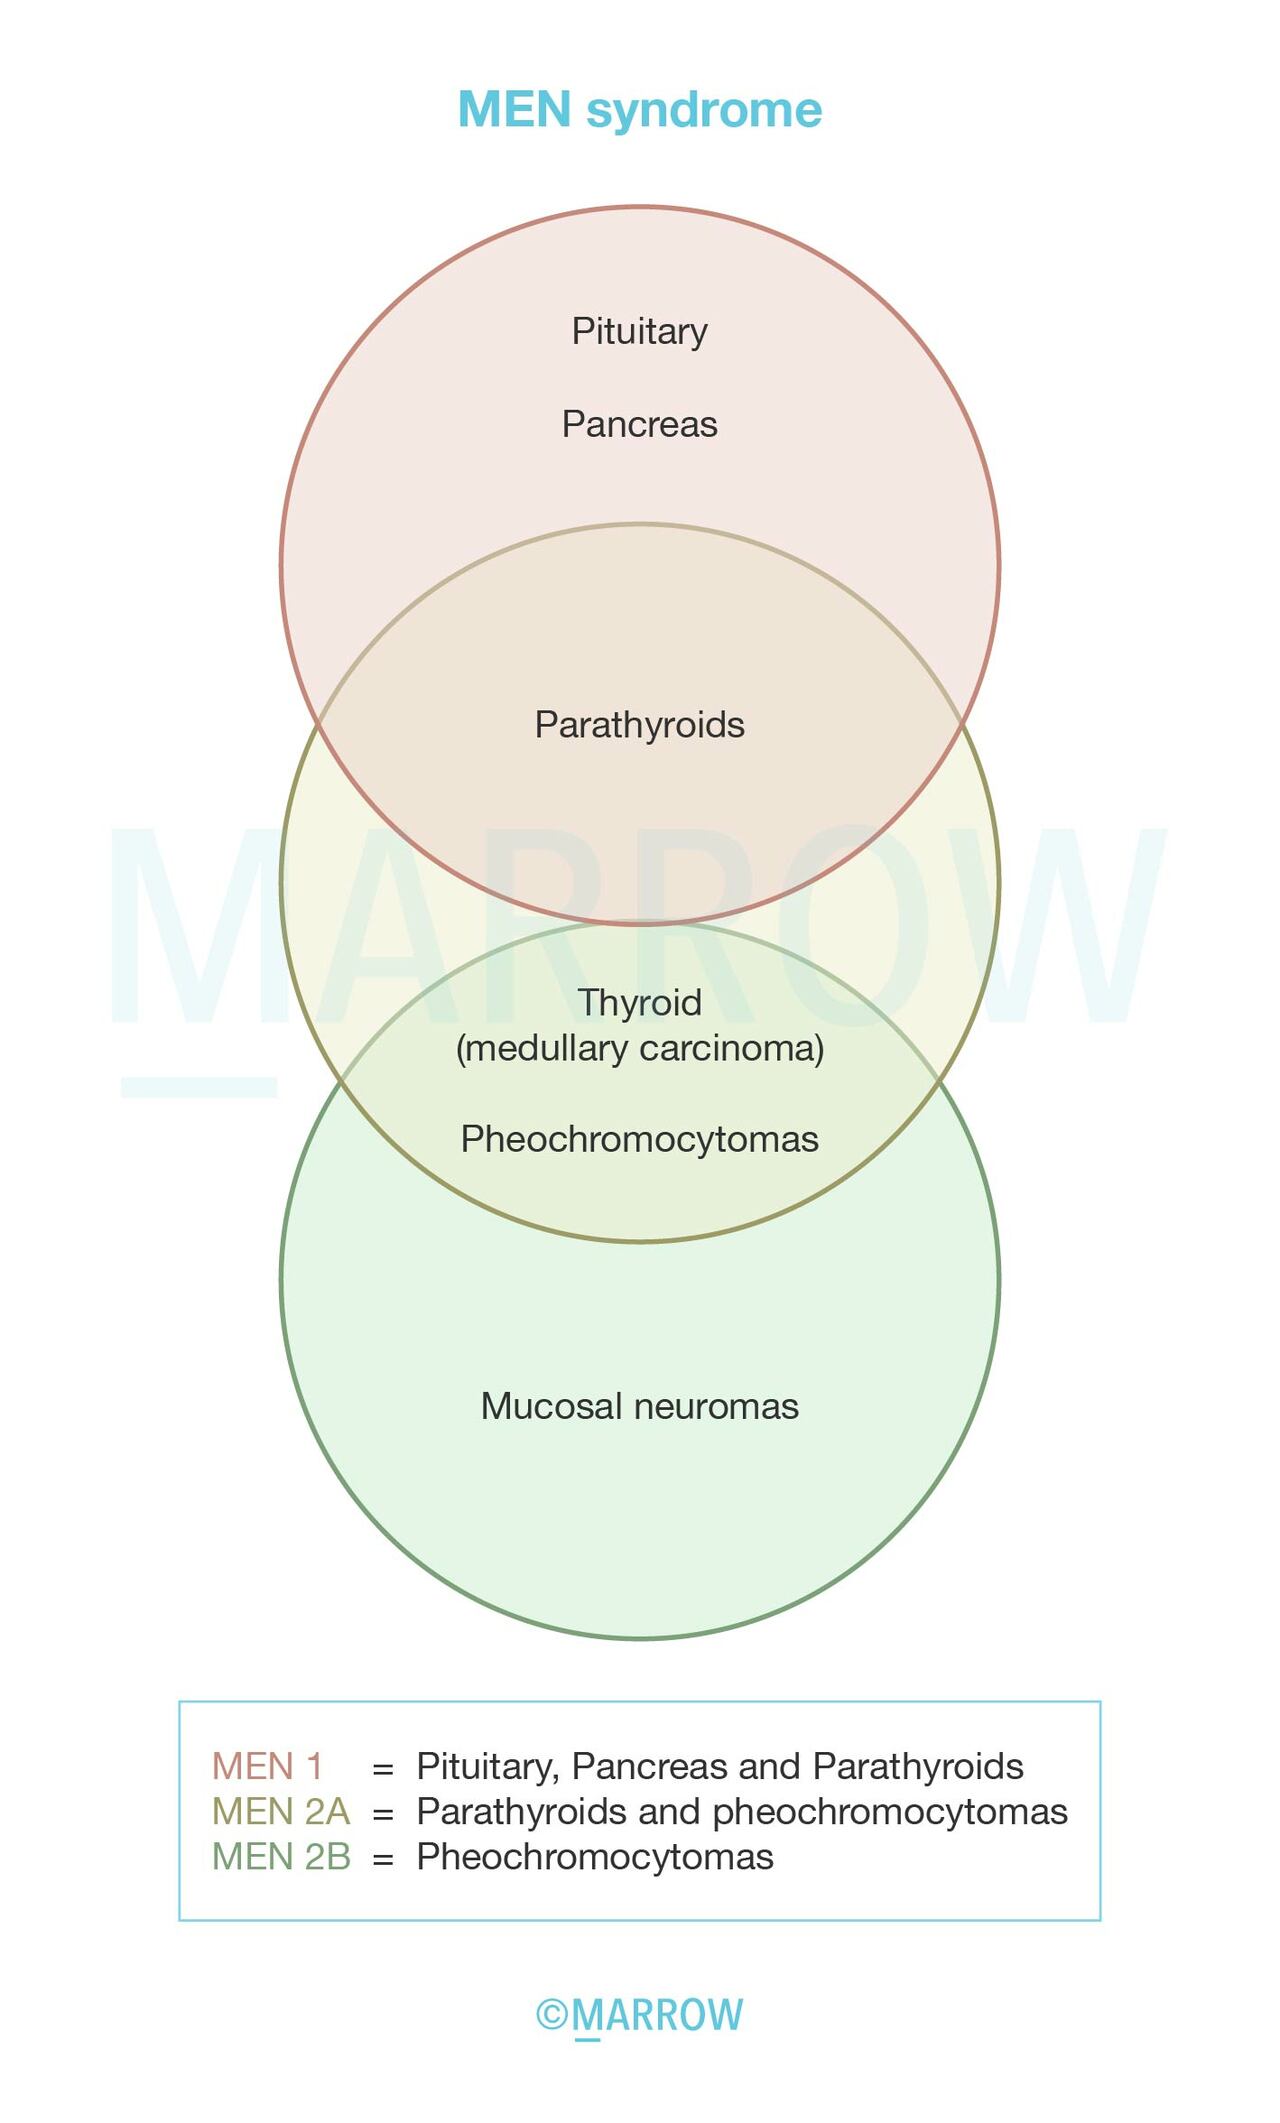 MEN syndrome
Pituitary
Pancreas
Parathyroids
MARROW
Thyroid
(medullary carcinoma)
Pheochromocytomas
Mucosal neuromas
MEN 1 = Pituitary, Pancreas and Parathyroids
MEN 2A = Parathyroids and pheochromocytomas
MEN 2B = Pheochromocytomas
©MARROW